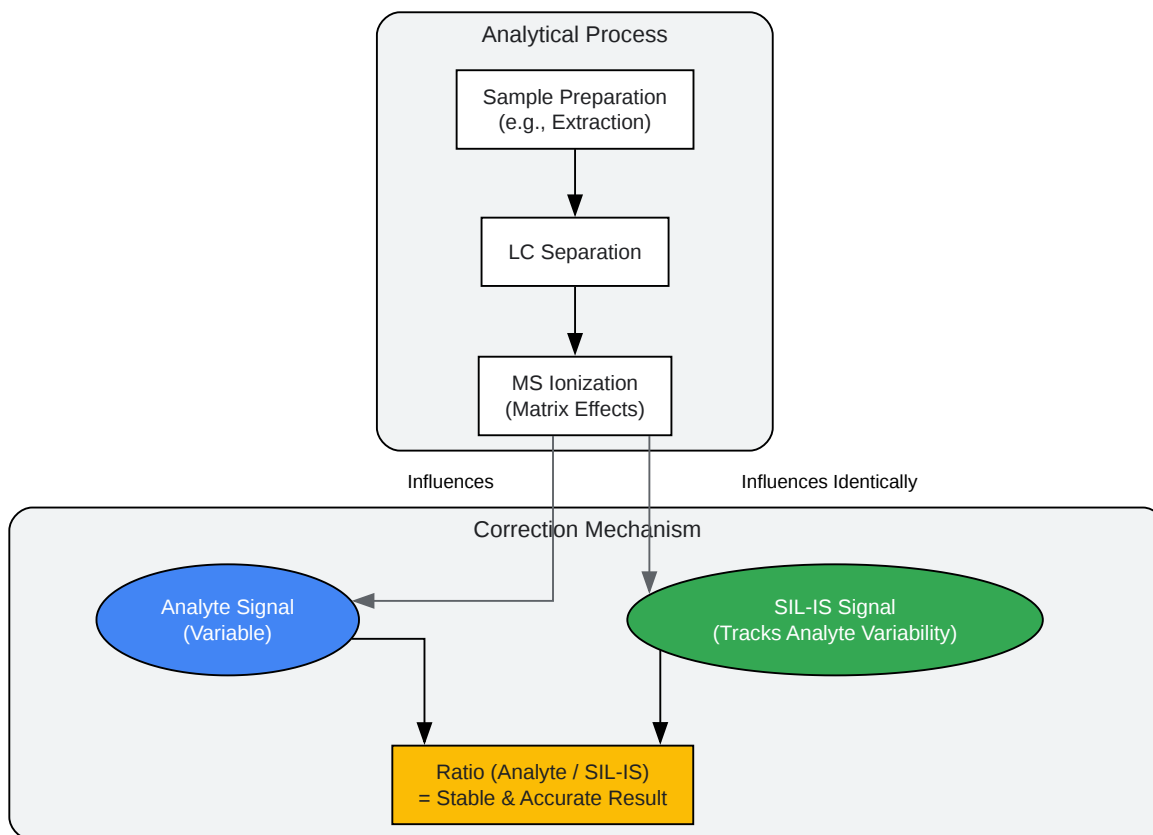 Analytical Process
Sample Preparation
(e.g., Extraction)
LC Separation
MS Ionization
(Matrix Effects)
Influences
Influences Identically
Correction Mechanism
Analyte Signal
(Variable)
SIL-IS Signal
(Tracks Analyte Variability)
Ratio (Analyte / SIL-IS)
= Stable & Accurate Result